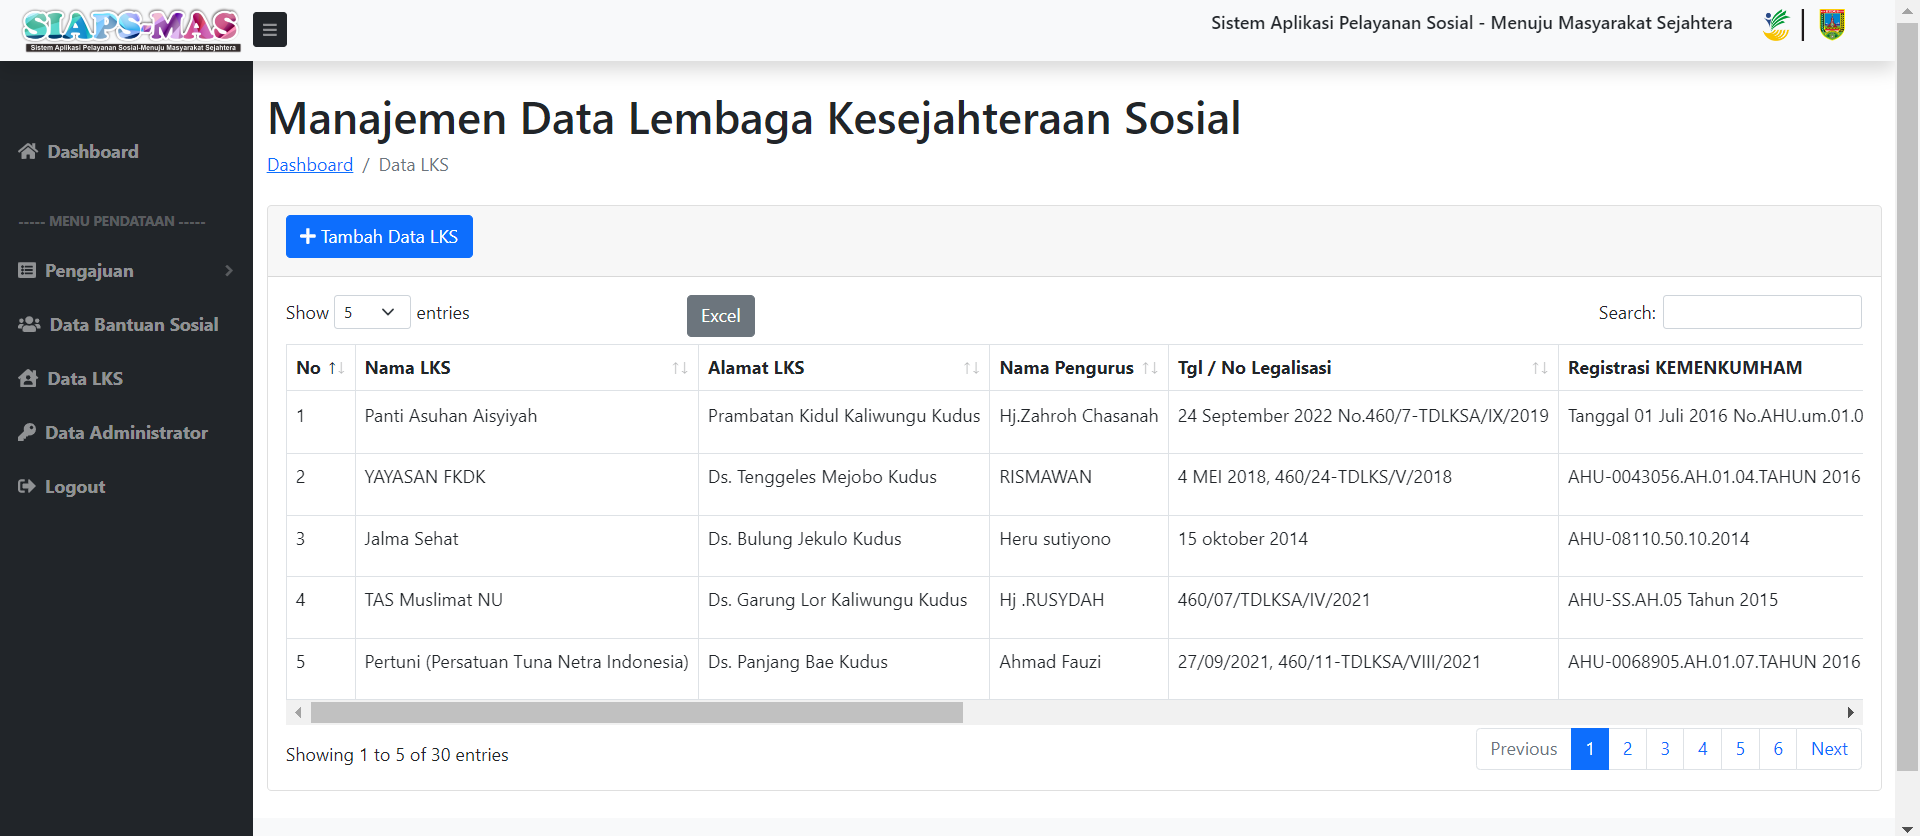 SIAPS-MAS
Sistem Aplikasi Pelayanan Sosial-Menuju Masyarakat Sejahtera
Sistem Aplikasi Pelayanan Sosial - Menuju Masyarakat Sejahtera
Dashboard
----- MENU PENDATAAN -----
Pengajuan
Data Bantuan Sosial
Data LKS
Data Administrator
Logout
Manajemen Data Lembaga Kesejahteraan Sosial
Dashboard / Data LKS
Tambah Data LKS
Show 5 entries Excel Search:
No Nama LKS Alamat LKS Nama Pengurus Tgl / No Legalisasi Registrasi KEMENKUMHAM
1 Panti Asuhan Aisyiyah Prambatan Kidul Kaliwungu Kudus Hj.Zahroh Chasanah 24 September 2022 No.460/7-TDLKSA/IX/2019 Tanggal 01 Juli 2016 No.AHU.um.01.0
2 YAYASAN FKDK Ds. Tenggeles Mejobo Kudus RISMAWAN 4 MEI 2018, 460/24-TDLKS/V/2018 AHU-0043056.AH.01.04.TAHUN 2016
3 Jalma Sehat Ds. Bulung Jekulo Kudus Heru sutiyono 15 oktober 2014 AHU-08110.50.10.2014
4 TAS Muslimat NU Ds. Garung Lor Kaliwungu Kudus Hj .RUSYDAH 460/07/TDLKSA/IV/2021 AHU-SS.AH.05 Tahun 2015
5 Pertuni (Persatuan Tuna Netra Indonesia) Ds. Panjang Bae Kudus Ahmad Fauzi 27/09/2021, 460/11-TDLKSA/VIII/2021 AHU-0068905.AH.01.07.TAHUN 2016
Showing 1 to 5 of 30 entries
Previous 1 2 3 4 5 6 Next